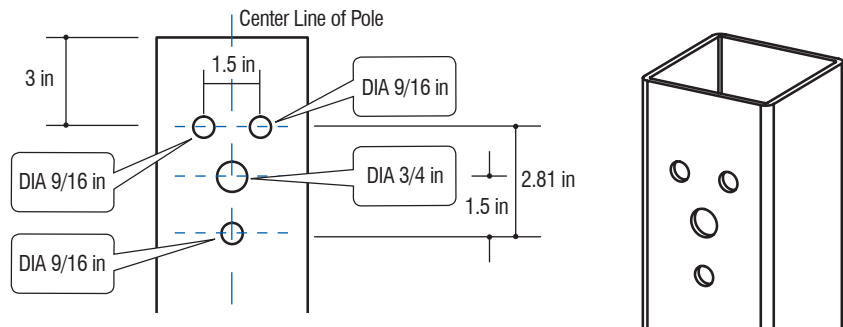 Center Line of Pole
3 in
1.5 in
DIA 9/16 in
DIA 9/16 in
DIA 3/4 in
2.81 in
1.5 in
DIA 9/16 in